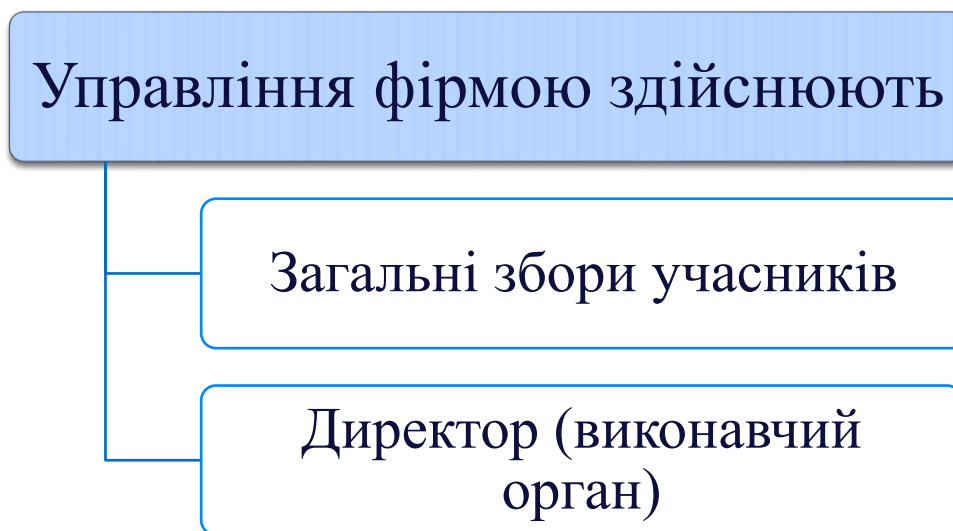 Управління фірмою здійснюють
Загальні збори учасників
Директор (виконавчий
орган)